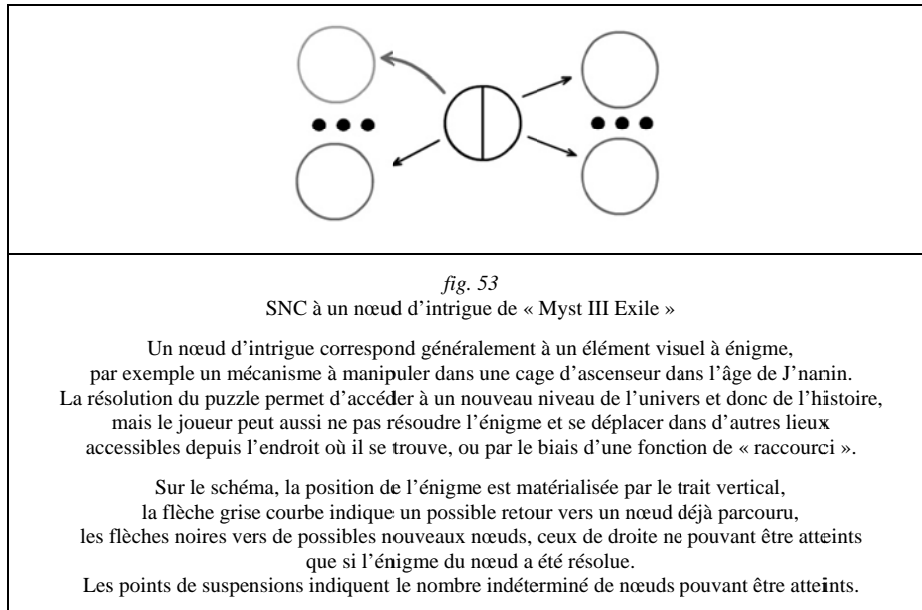 fig. 53
SNC à un nœud d'intrigue de « Myst III Exile »
Un nœud d'intrigue correspond généralement à un élément visuel à énigme,
par exemple un mécanisme à manipuler dans une cage d'ascenseur dans l'âge de J'nanin.
La résolution du puzzle permet d'accéder à un nouveau niveau de l'univers et donc de l'histoire,
mais le joueur peut aussi ne pas résoudre l'énigme et se déplacer dans d'autres lieux
accessibles depuis l'endroit où il se trouve, ou par le biais d'une fonction de « raccourci ».
Sur le schéma, la position de l'énigme est matérialisée par le trait vertical,
la flèche grise courbe indique un possible retour vers un nœud déjà parcouru,
les flèches noires vers de possibles nouveaux nœuds, ceux de droite ne pouvant être atteints
que si l'énigme du nœud a été résolue.
Les points de suspensions indiquent le nombre indéterminé de nœuds pouvant être atteints.